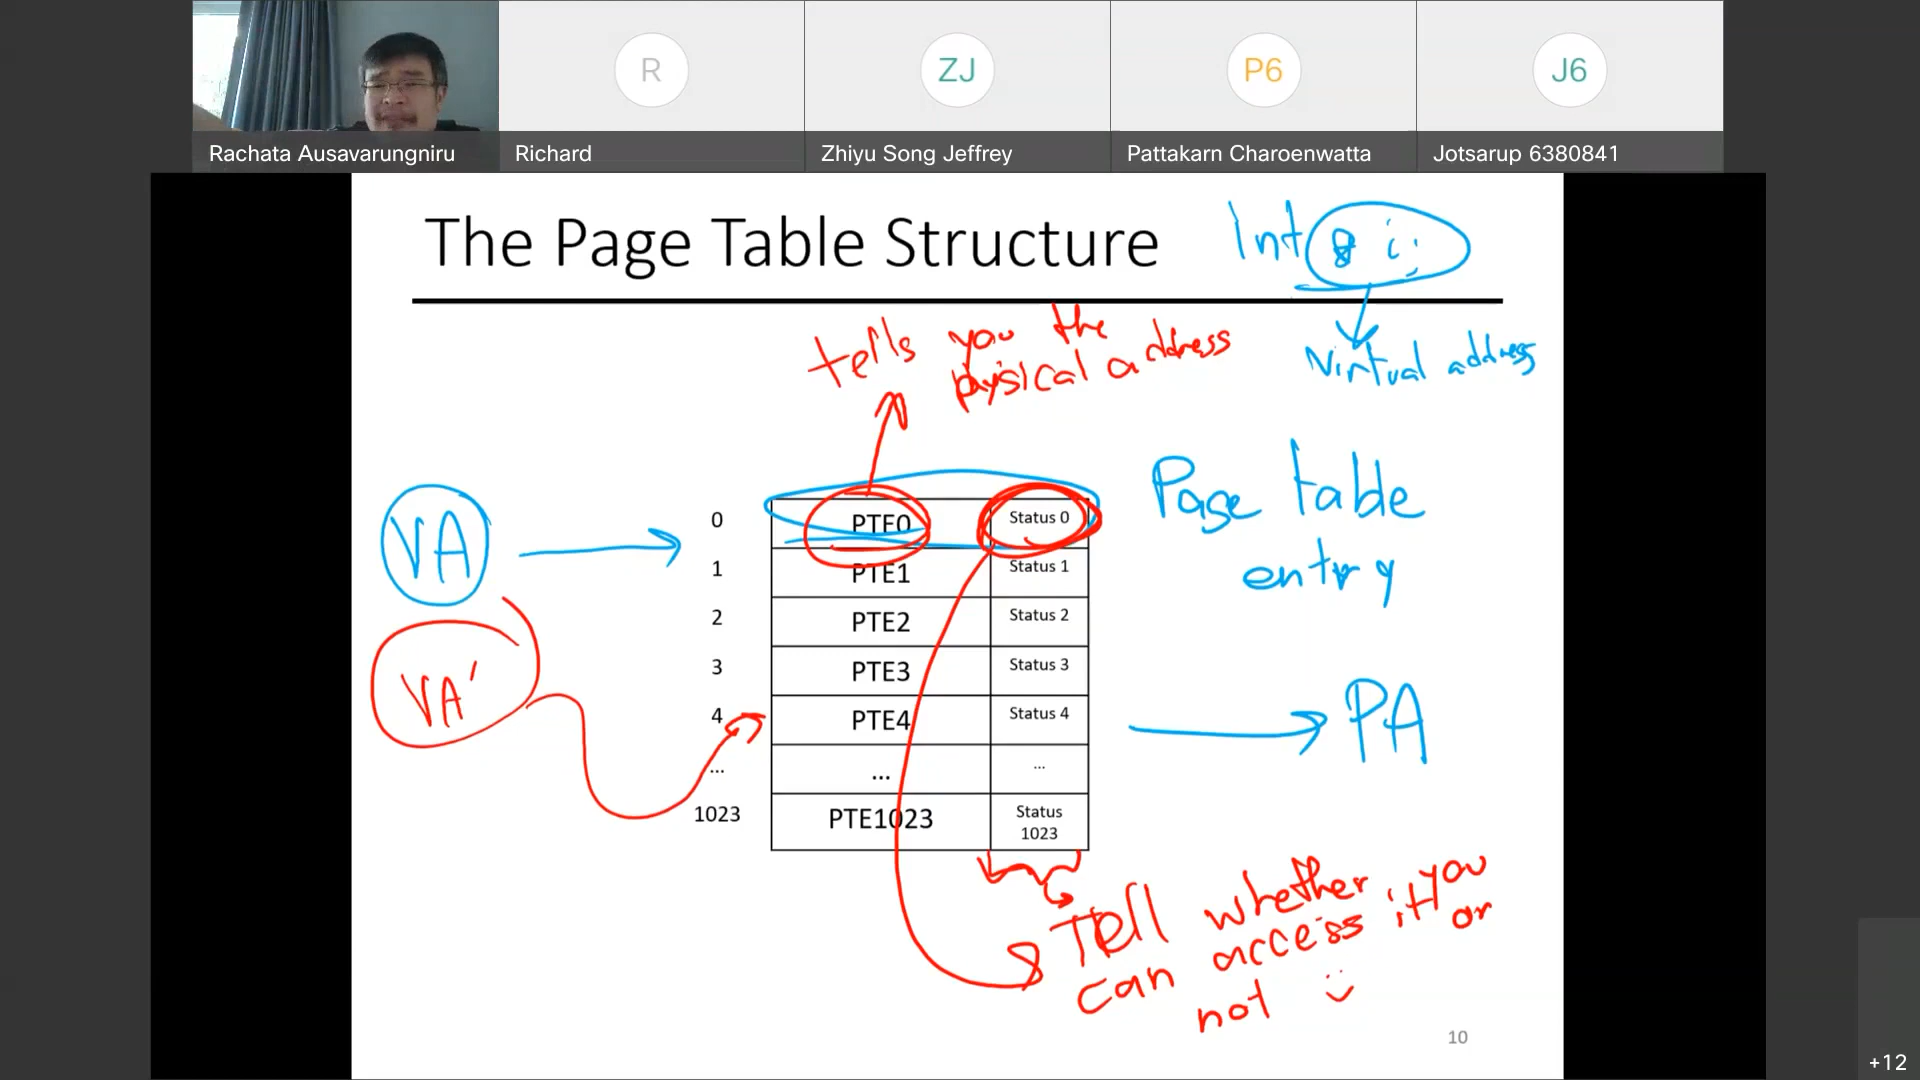 R
ZJ
P6
J6
Rachata Ausavarungniru
Richard
Zhiyu Song Jeffrey
Pattakarn Charoenwatta
Jotsarup 6380841
The Page Table Structure
Int i;
tells you the
physical address
Virtual address
Page table
entry
VA
VA'
PA
0 PTE0 Status 0
1 PTE1 Status 1
2 PTE2 Status 2
3 PTE3 Status 3
4 PTE4 Status 4
... ... ...
1023 PTE1023 Status
1023
Tell whether you
can access it or
not
10
+12